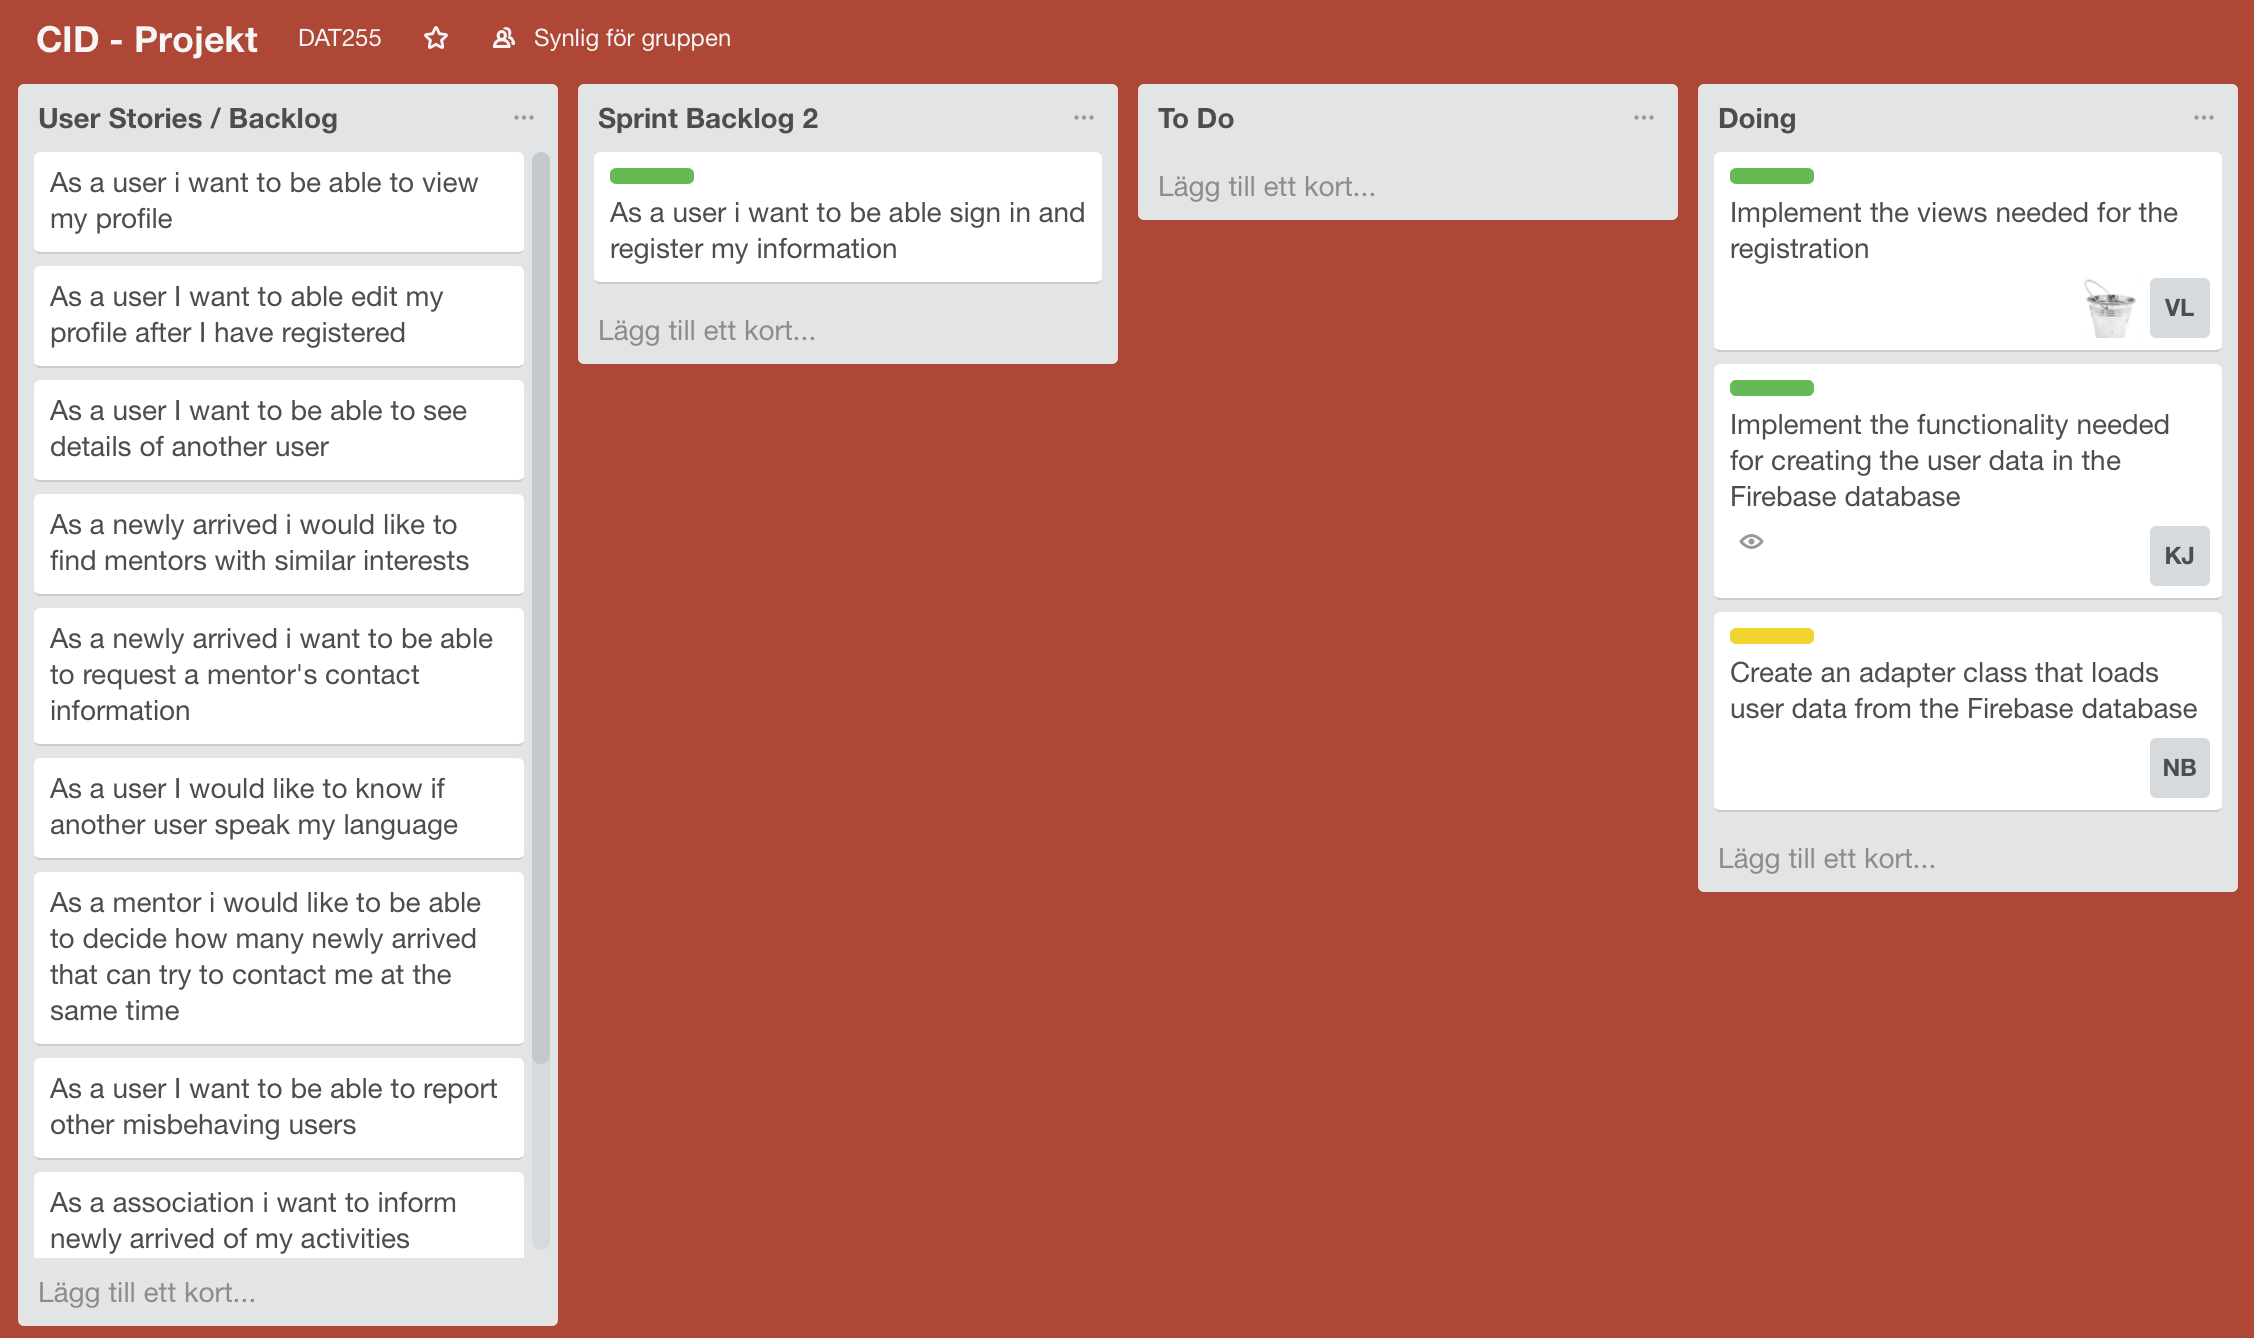 CID - Projekt
DAT255
Synlig för gruppen
User Stories / Backlog
As a user i want to be able to view
my profile
As a user I want to able edit my
profile after I have registered
As a user I want to be able to see
details of another user
As a newly arrived i would like to
find mentors with similar interests
As a newly arrived i want to be able
to request a mentor's contact
information
As a user I would like to know if
another user speak my language
As a mentor i would like to be able
to decide how many newly arrived
that can try to contact me at the
same time
As a user I want to be able to report
other misbehaving users
As a association i want to inform
newly arrived of my activities
Lägg till ett kort...
Sprint Backlog 2
As a user i want to be able sign in and
register my information
Lägg till ett kort...
To Do
Lägg till ett kort...
Doing
Implement the views needed for the
registration
VL
Implement the functionality needed
for creating the user data in the
Firebase database
KJ
Create an adapter class that loads
user data from the Firebase database
NB
Lägg till ett kort...